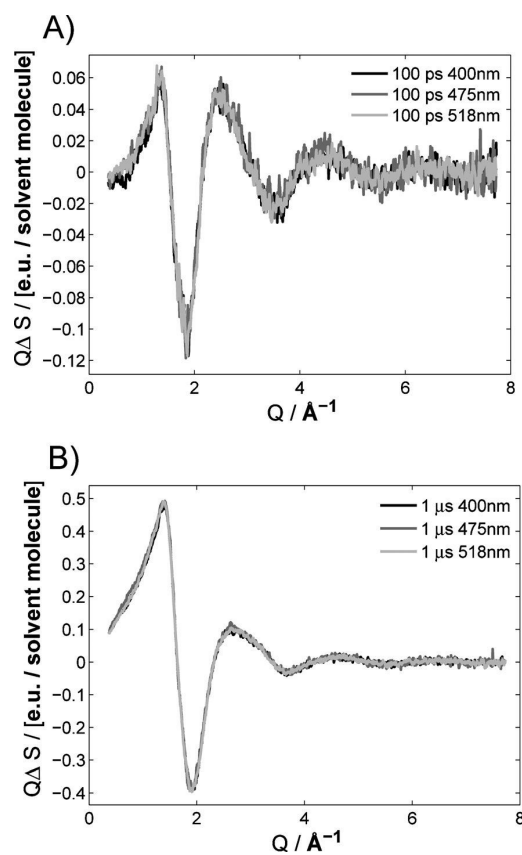 A)
0.06
0.04
0.02
0
−0.02
−0.04
−0.06
−0.08
−0.1
−0.12
QΔ S / [e.u. / solvent molecule]
100 ps 400nm
100 ps 475nm
100 ps 518nm
0 2 4 6 8
Q / Å⁻¹
B)
0.5
0.4
0.3
0.2
0.1
0
−0.1
−0.2
−0.3
−0.4
QΔ S / [e.u. / solvent molecule]
1 μs 400nm
1 μs 475nm
1 μs 518nm
0 2 4 6 8
Q / Å⁻¹